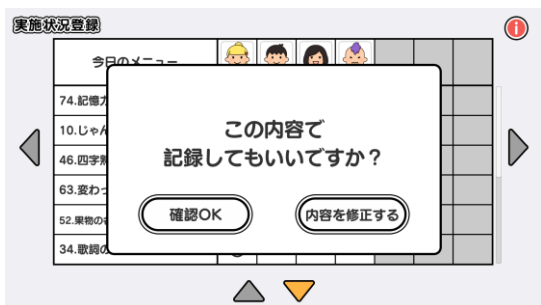 実施状況登録
今日のメニュー
74.記憶力
10.じゃん
46.四字熟
63.変わっ
52.果物の
34.歌詞の
この内容で
記録してもいいですか？
確認OK
内容を修正する